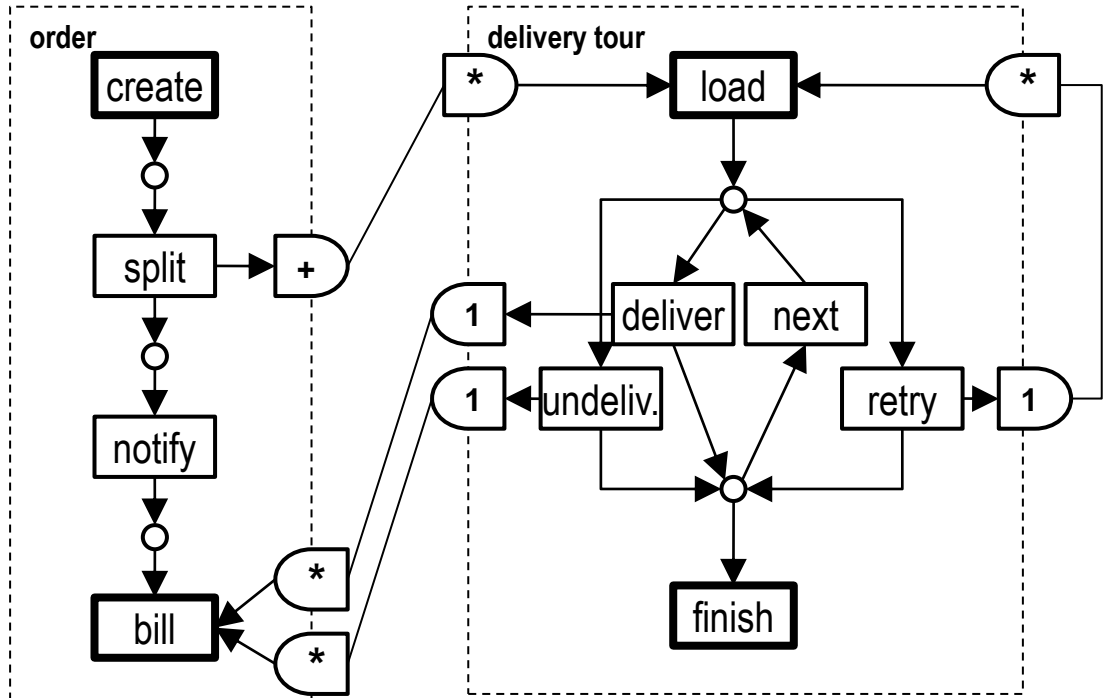 order
delivery tour
create
*
load
*
split
+
1
deliver
next
1
undeliv.
retry
1
notify
*
bill
*
finish